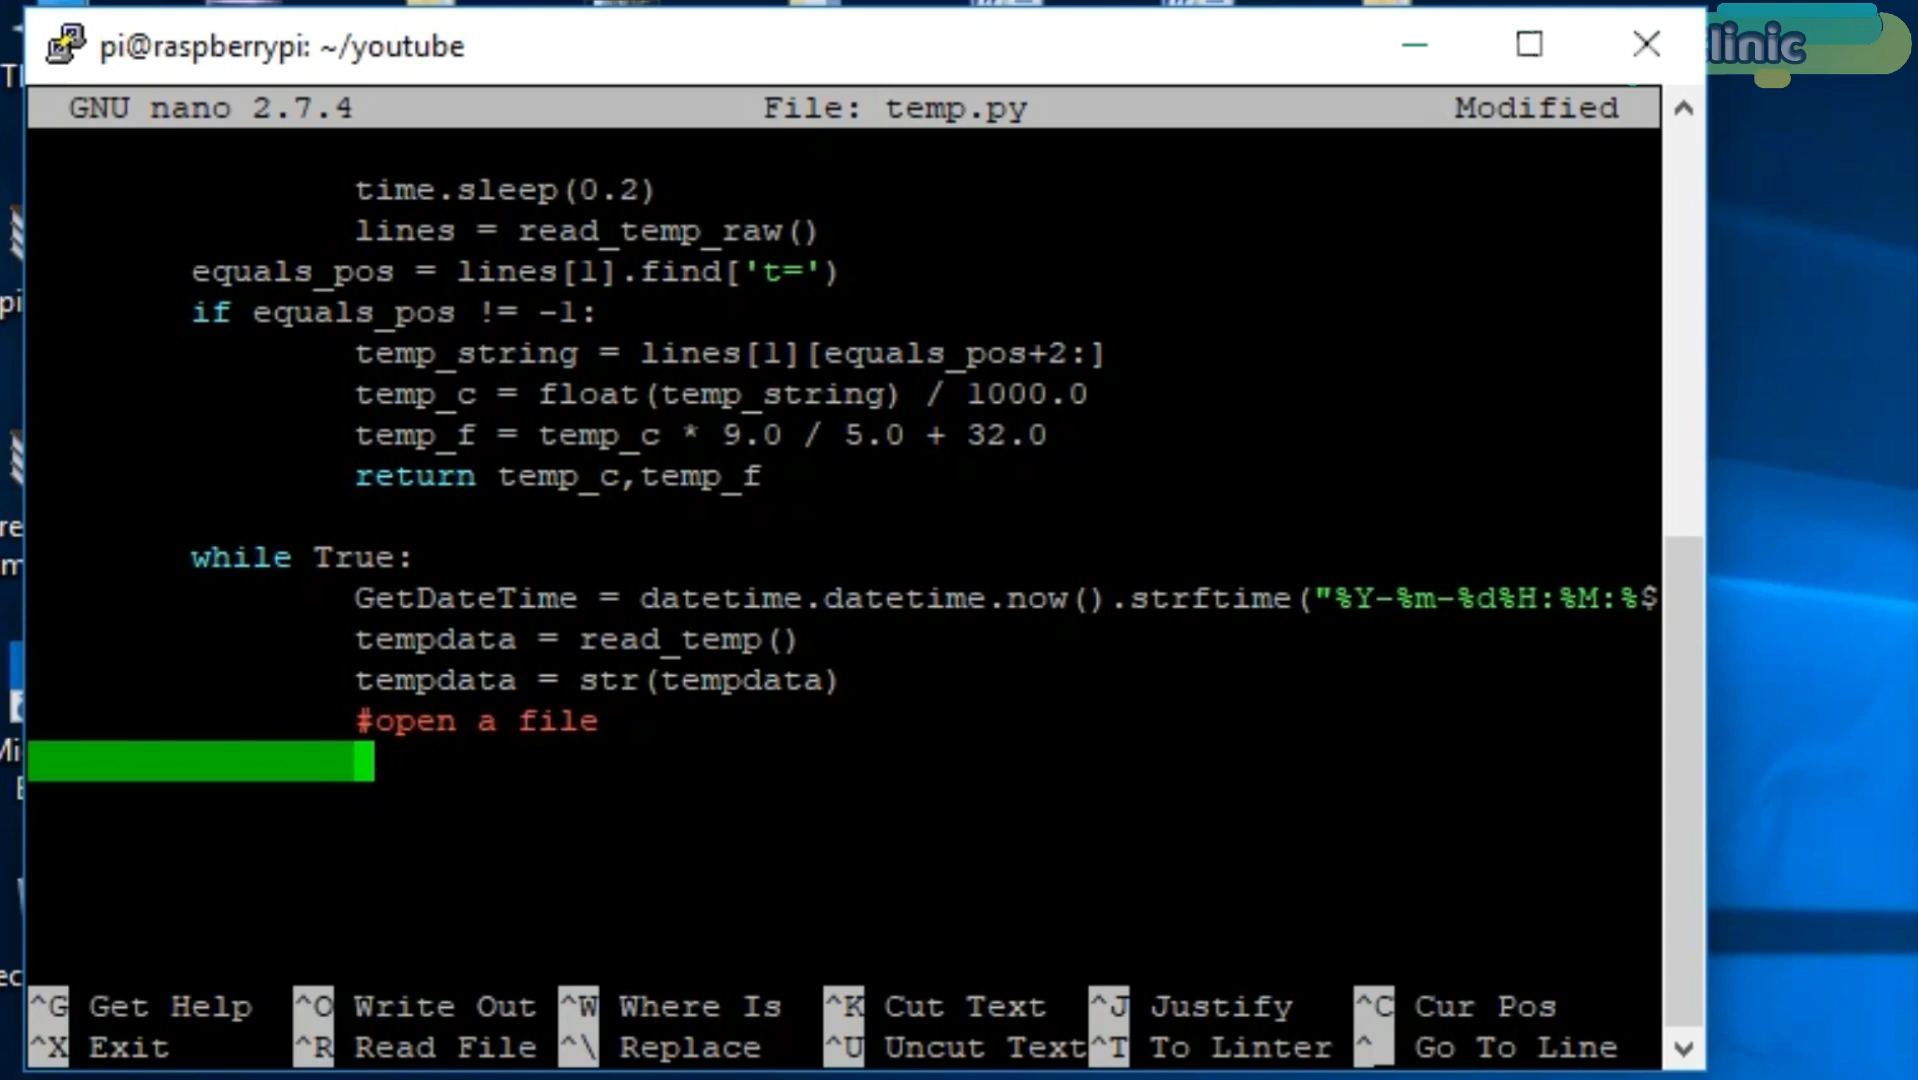 pi@raspberrypi: ~/youtube
linic
GNU nano 2.7.4 File: temp.py Modified
time.sleep(0.2)
lines = read_temp_raw()
equals_pos = lines[1].find['t=')
if equals_pos != -1:
temp_string = lines[1][equals_pos+2:]
temp_c = float(temp_string) / 1000.0
temp_f = temp_c * 9.0 / 5.0 + 32.0
return temp_c,temp_f
while True:
GetDateTime = datetime.datetime.now().strftime("%Y-%m-%d%H:%M:%$
tempdata = read_temp()
tempdata = str(tempdata)
#open a file
^G Get Help ^O Write Out ^W Where Is ^K Cut Text ^J Justify ^C Cur Pos
^X Exit ^R Read File ^\ Replace ^U Uncut Text ^T To Linter ^_ Go To Line